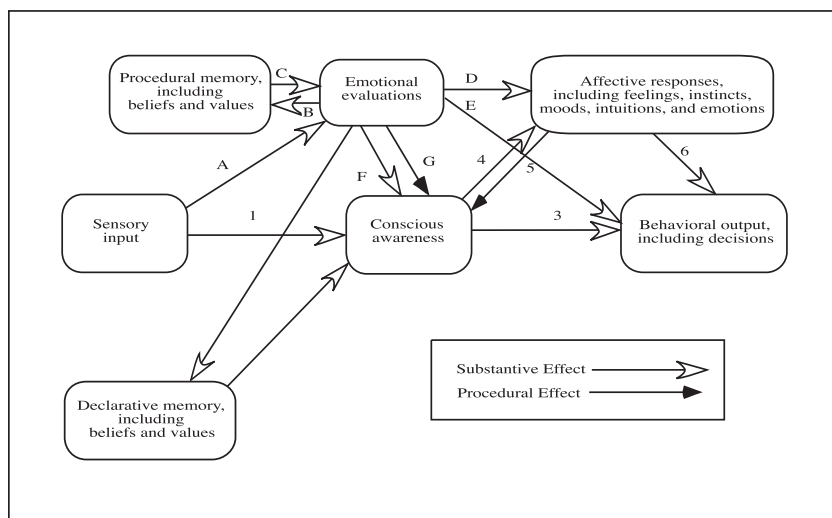 Procedural memory,
including
beliefs and values
C
B
Emotional
evaluations
D
E
Affective responses,
including feelings, instincts,
moods, intuitions, and emotions
A
F
G
4
5
6
Sensory
input
1
Conscious
awareness
3
Behavioral output,
including decisions
Declarative memory,
including
beliefs and values
Substantive Effect
Procedural Effect